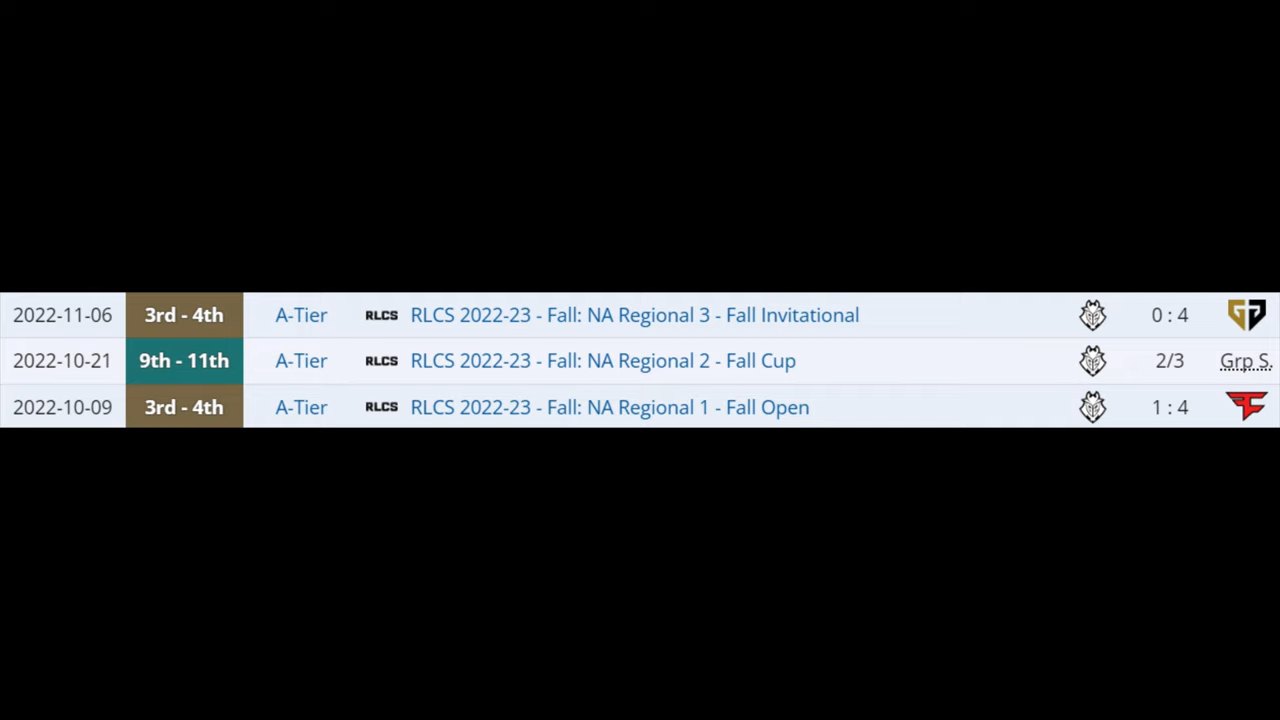 2022-11-06 3rd - 4th A-Tier RLCS RLCS 2022-23 - Fall: NA Regional 3 - Fall Invitational 0 : 4
2022-10-21 9th - 11th A-Tier RLCS RLCS 2022-23 - Fall: NA Regional 2 - Fall Cup 2/3 Grp S.
2022-10-09 3rd - 4th A-Tier RLCS RLCS 2022-23 - Fall: NA Regional 1 - Fall Open 1 : 4